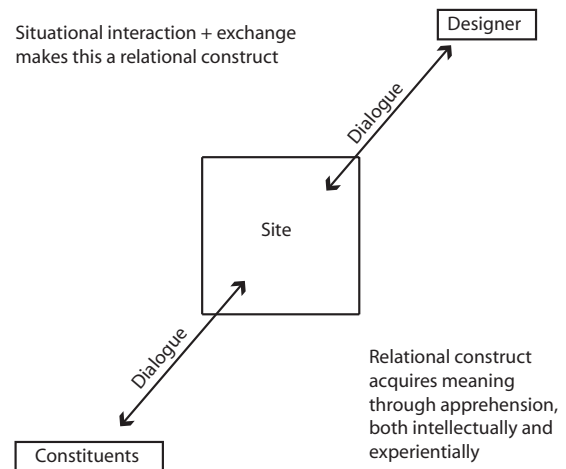 Situational interaction + exchange
makes this a relational construct
Designer
Dialogue
Site
Dialogue
Relational construct
acquires meaning
through apprehension,
both intellectually and
experientially
Constituents